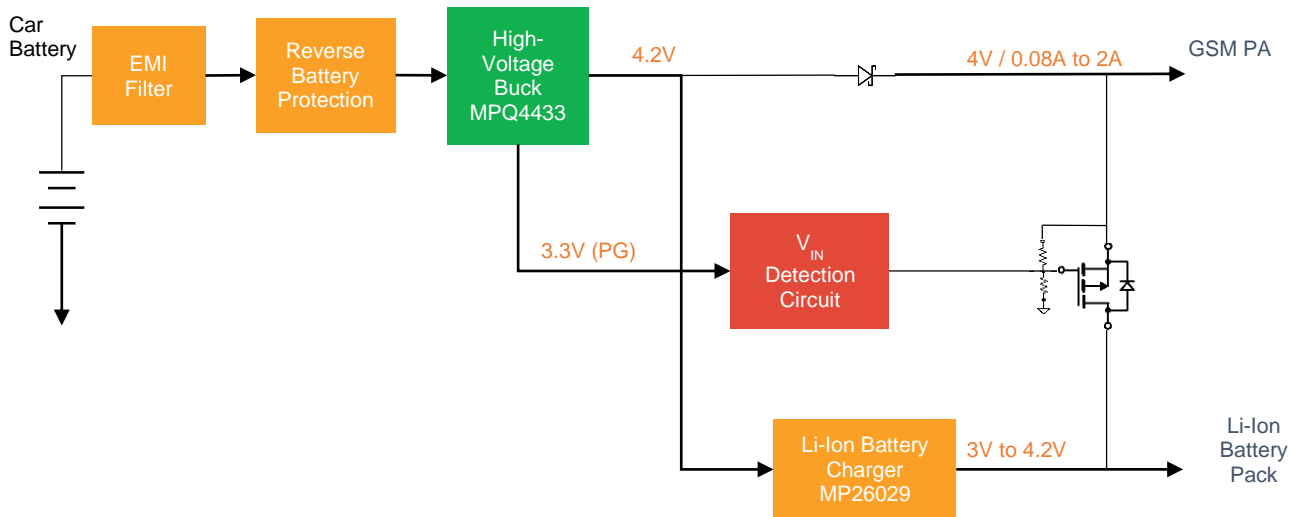 Car
Battery
EMI
Filter
Reverse
Battery
Protection
High-
Voltage
Buck
MPQ4433
4.2V
4V / 0.08A to 2A
GSM PA
3.3V (PG)
VIN
Detection
Circuit
Li-Ion Battery
Charger
MP26029
3V to 4.2V
Li-Ion
Battery
Pack